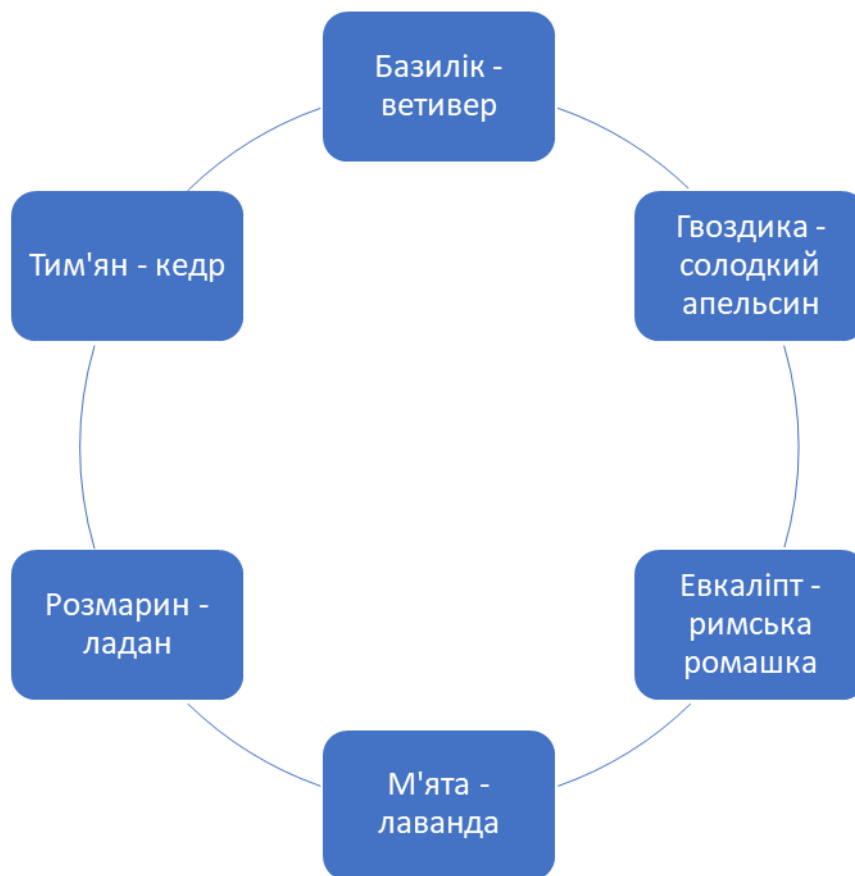 Базилік -
ветивер
Гвоздика -
солодкий
апельсин
Евкаліпт -
римська
ромашка
М'ята -
лаванда
Розмарин -
ладан
Тим'ян - кедр